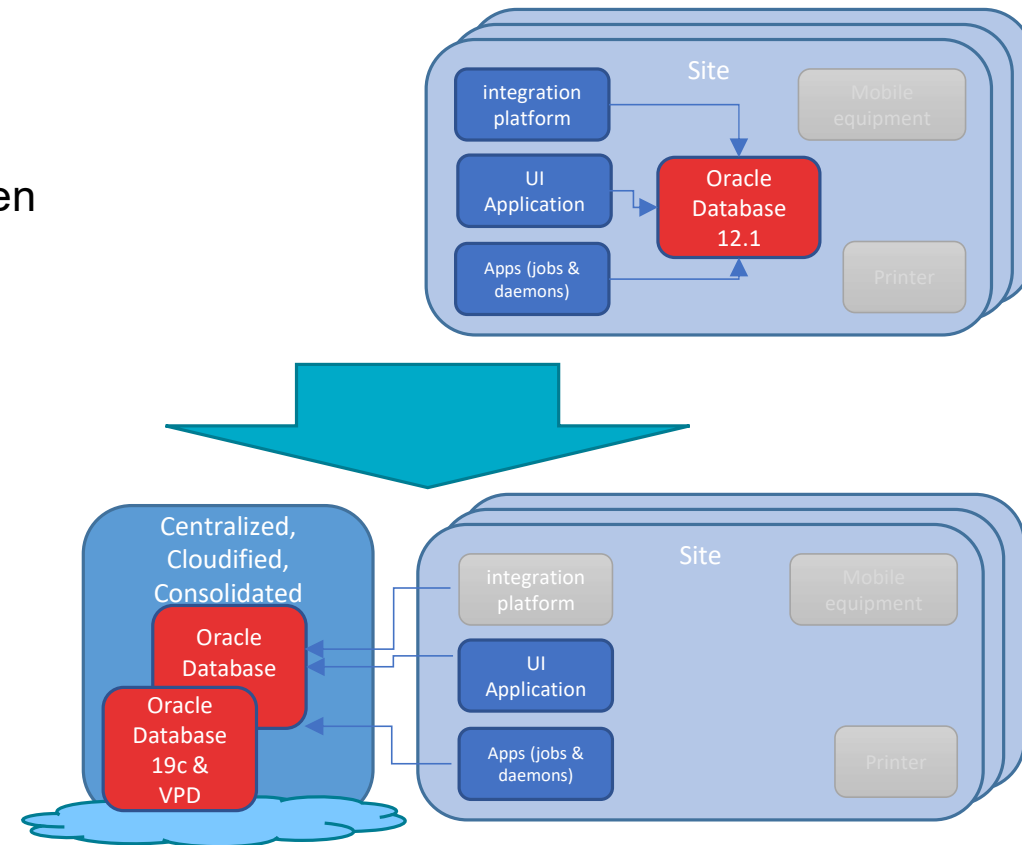 Site
integration
platform
Mobile
equipment
en
UI
Application
Oracle
Database
12.1
Apps (jobs &
daemons)
Printer
Centralized,
Cloudified,
Consolidated
Oracle
Database
Oracle
Database
19c &
VPD
Site
integration
platform
Mobile
equipment
UI
Application
Apps (jobs &
daemons)
Printer